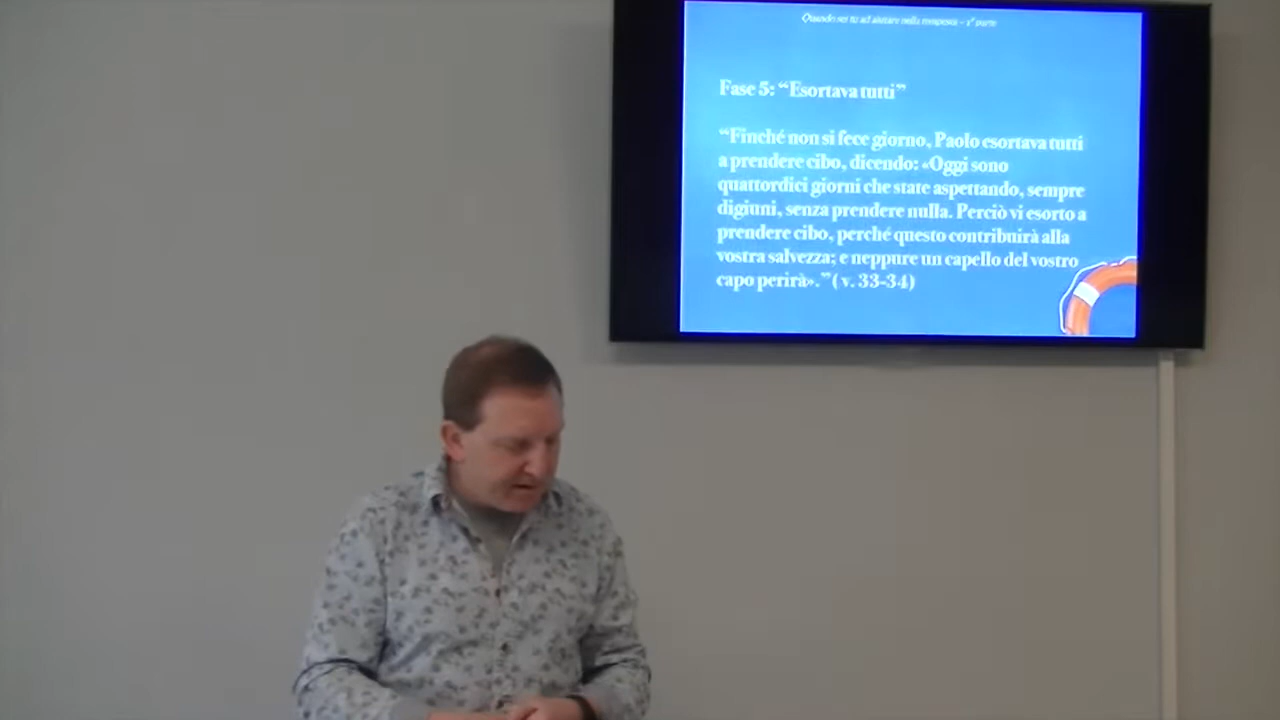 Quando sei tu ad aiutare nella tempesta – 1° parte
Fase 5: “Esortava tutti”
“Finché non si fece giorno, Paolo esortava tutti
a prendere cibo, dicendo: «Oggi sono
quattordici giorni che state aspettando, sempre
digiuni, senza prendere nulla. Perciò vi esorto a
prendere cibo, perché questo contribuirà alla
vostra salvezza; e neppure un capello del vostro
capo perirà».”( v. 33-34)